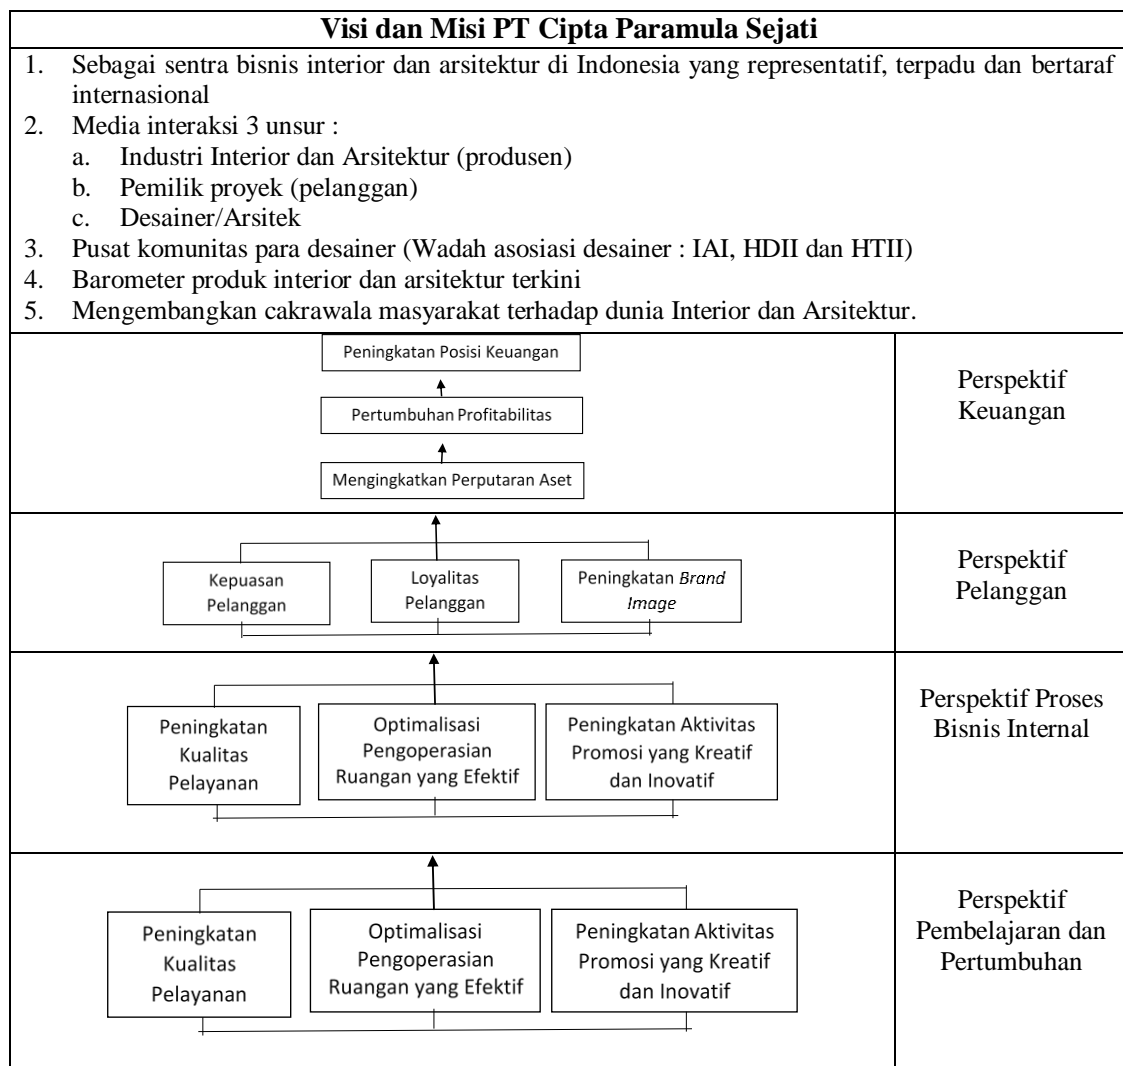 Visi dan Misi PT Cipta Paramula Sejati
1. Sebagai sentra bisnis interior dan arsitektur di Indonesia yang representatif, terpadu dan bertaraf
internasional
2. Media interaksi 3 unsur :
a. Industri Interior dan Arsitektur (produsen)
b. Pemilik proyek (pelanggan)
c. Desainer/Arsitek
3. Pusat komunitas para desainer (Wadah asosiasi desainer : IAI, HDII dan HTII)
4. Barometer produk interior dan arsitektur terkini
5. Mengembangkan cakrawala masyarakat terhadap dunia Interior dan Arsitektur.
Peningkatan Posisi Keuangan
Pertumbuhan Profitabilitas
Mengingkatkan Perputaran Aset
Perspektif
Keuangan
Kepuasan
Pelanggan
Loyalitas
Pelanggan
Peningkatan Brand
Image
Perspektif
Pelanggan
Peningkatan
Kualitas
Pelayanan
Optimalisasi
Pengoperasian
Ruangan yang Efektif
Peningkatan Aktivitas
Promosi yang Kreatif
dan Inovatif
Perspektif Proses
Bisnis Internal
Peningkatan
Kualitas
Pelayanan
Optimalisasi
Pengoperasian
Ruangan yang Efektif
Peningkatan Aktivitas
Promosi yang Kreatif
dan Inovatif
Perspektif
Pembelajaran dan
Pertumbuhan